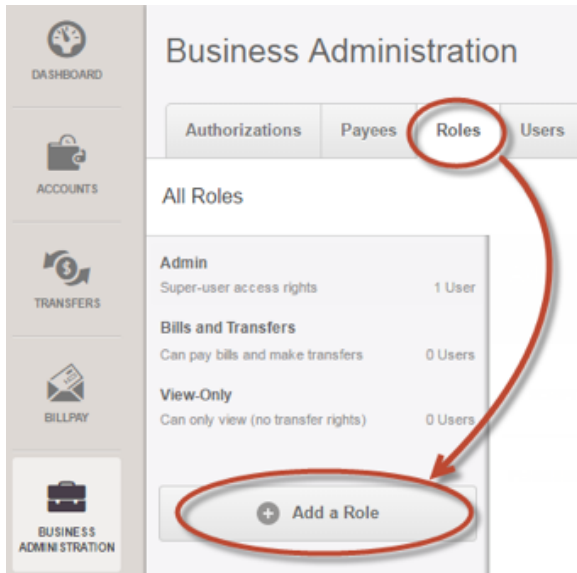 Business Administration
DASHBOARD
Authorizations Payees Roles Users
ACCOUNTS
All Roles
Admin
Super-user access rights 1 User
TRANSFERS
Bills and Transfers
Can pay bills and make transfers 0 Users
View-Only
Can only view (no transfer rights) 0 Users
BILLPAY
Add a Role
BUSINESS
ADMINISTRATION